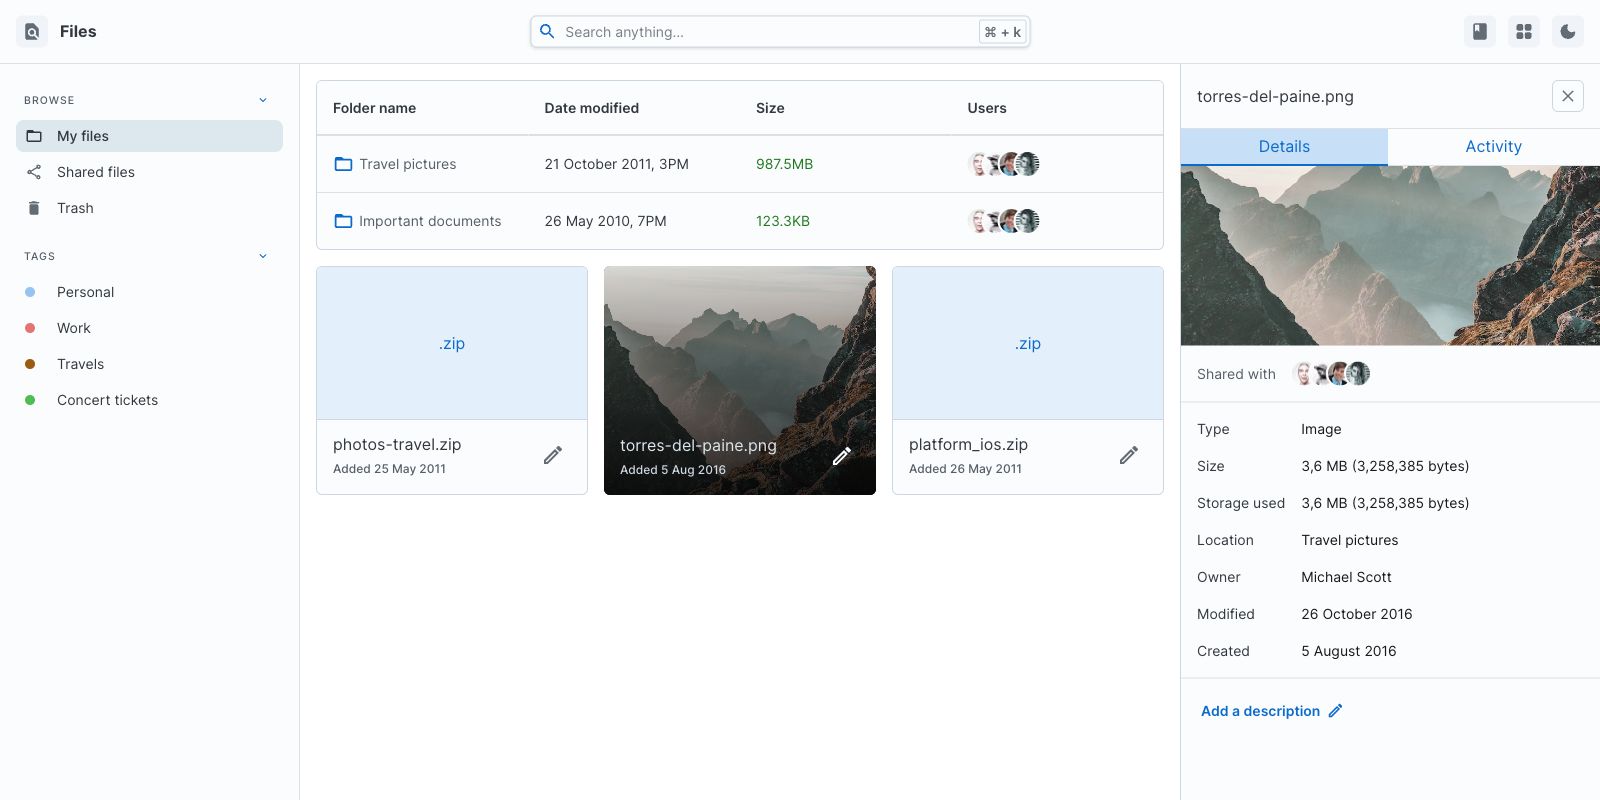 Files
Search anything...
⌘ + k
BROWSE
My files
Shared files
Trash
TAGS
Personal
Work
Travels
Concert tickets
Folder name Date modified Size Users
Travel pictures 21 October 2011, 3PM 987.5MB
Important documents 26 May 2010, 7PM 123.3KB
.zip
photos-travel.zip
Added 25 May 2011
torres-del-paine.png
Added 5 Aug 2016
.zip
platform_ios.zip
Added 26 May 2011
torres-del-paine.png
Details Activity
Shared with
Type Image
Size 3,6 MB (3,258,385 bytes)
Storage used 3,6 MB (3,258,385 bytes)
Location Travel pictures
Owner Michael Scott
Modified 26 October 2016
Created 5 August 2016
Add a description